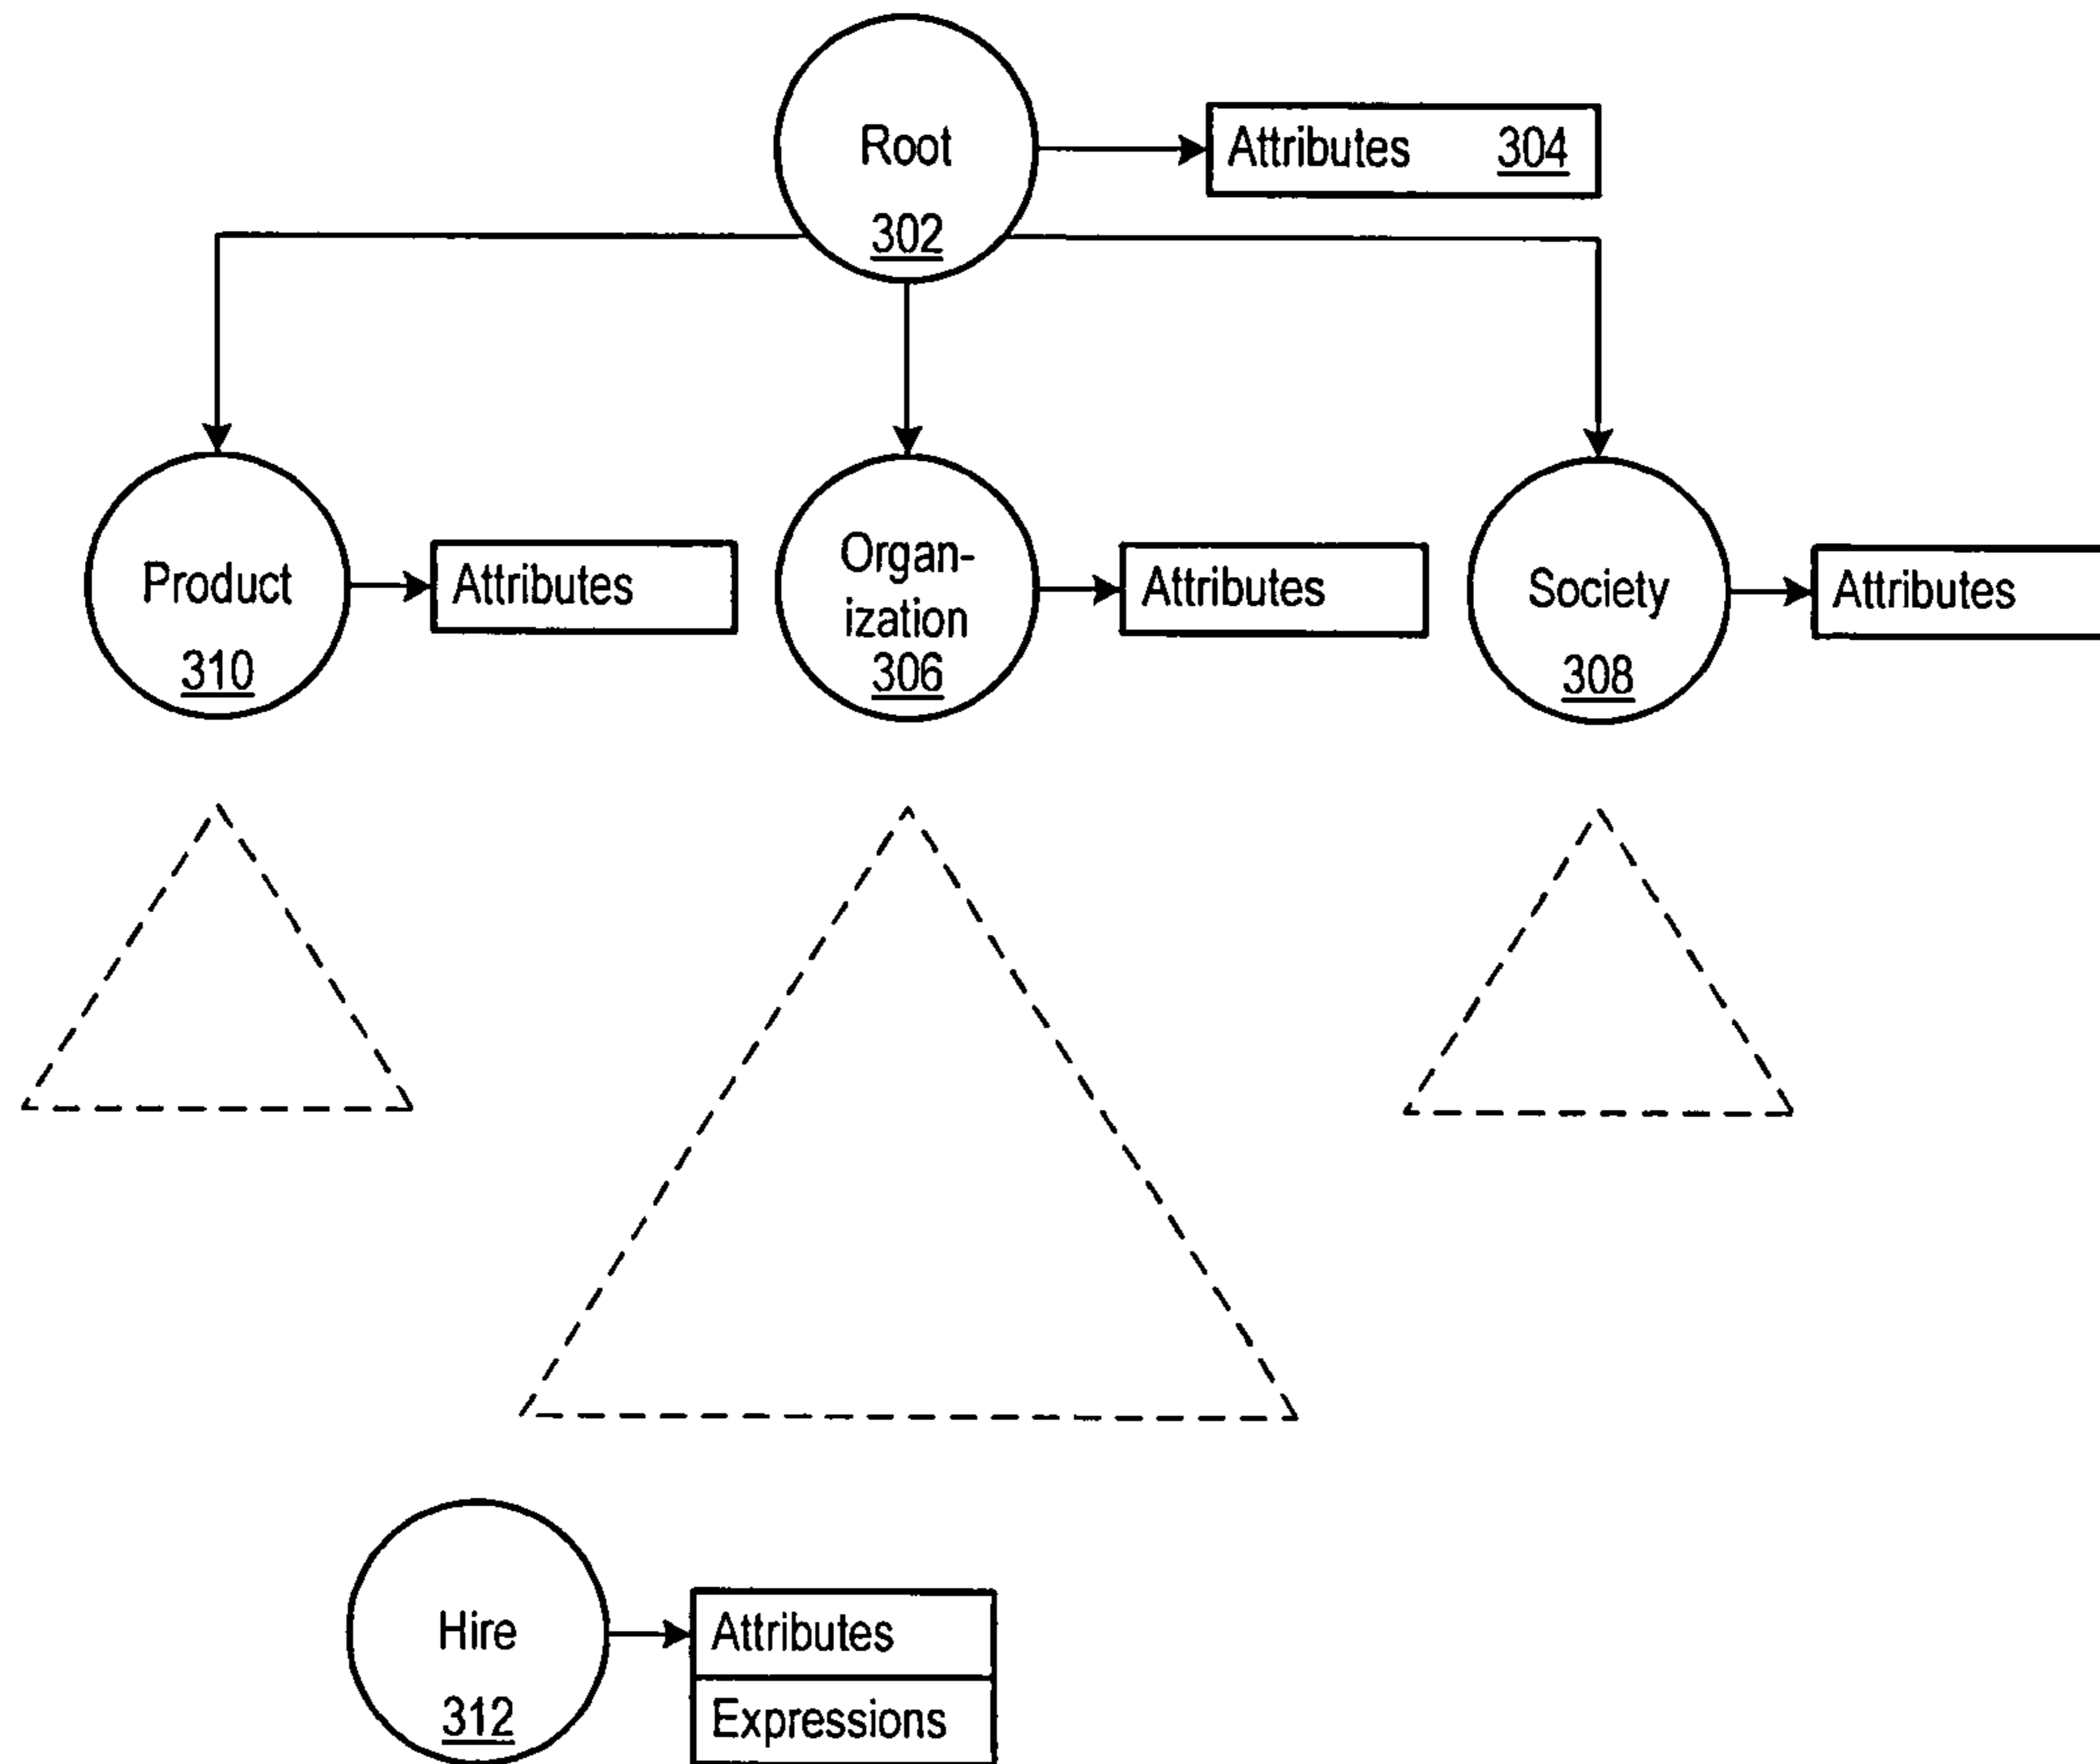 Root
302
Attributes 304
Product
310
Attributes
Organ-
ization
306
Attributes
Society
308
Attributes
Hire
312
Attributes
Expressions